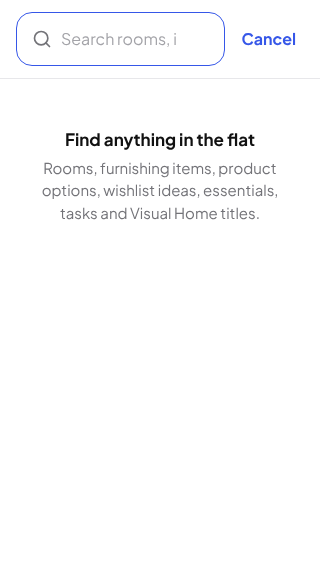 Search rooms, i
Cancel
Find anything in the flat
Rooms, furnishing items, product
options, wishlist ideas, essentials,
tasks and Visual Home titles.